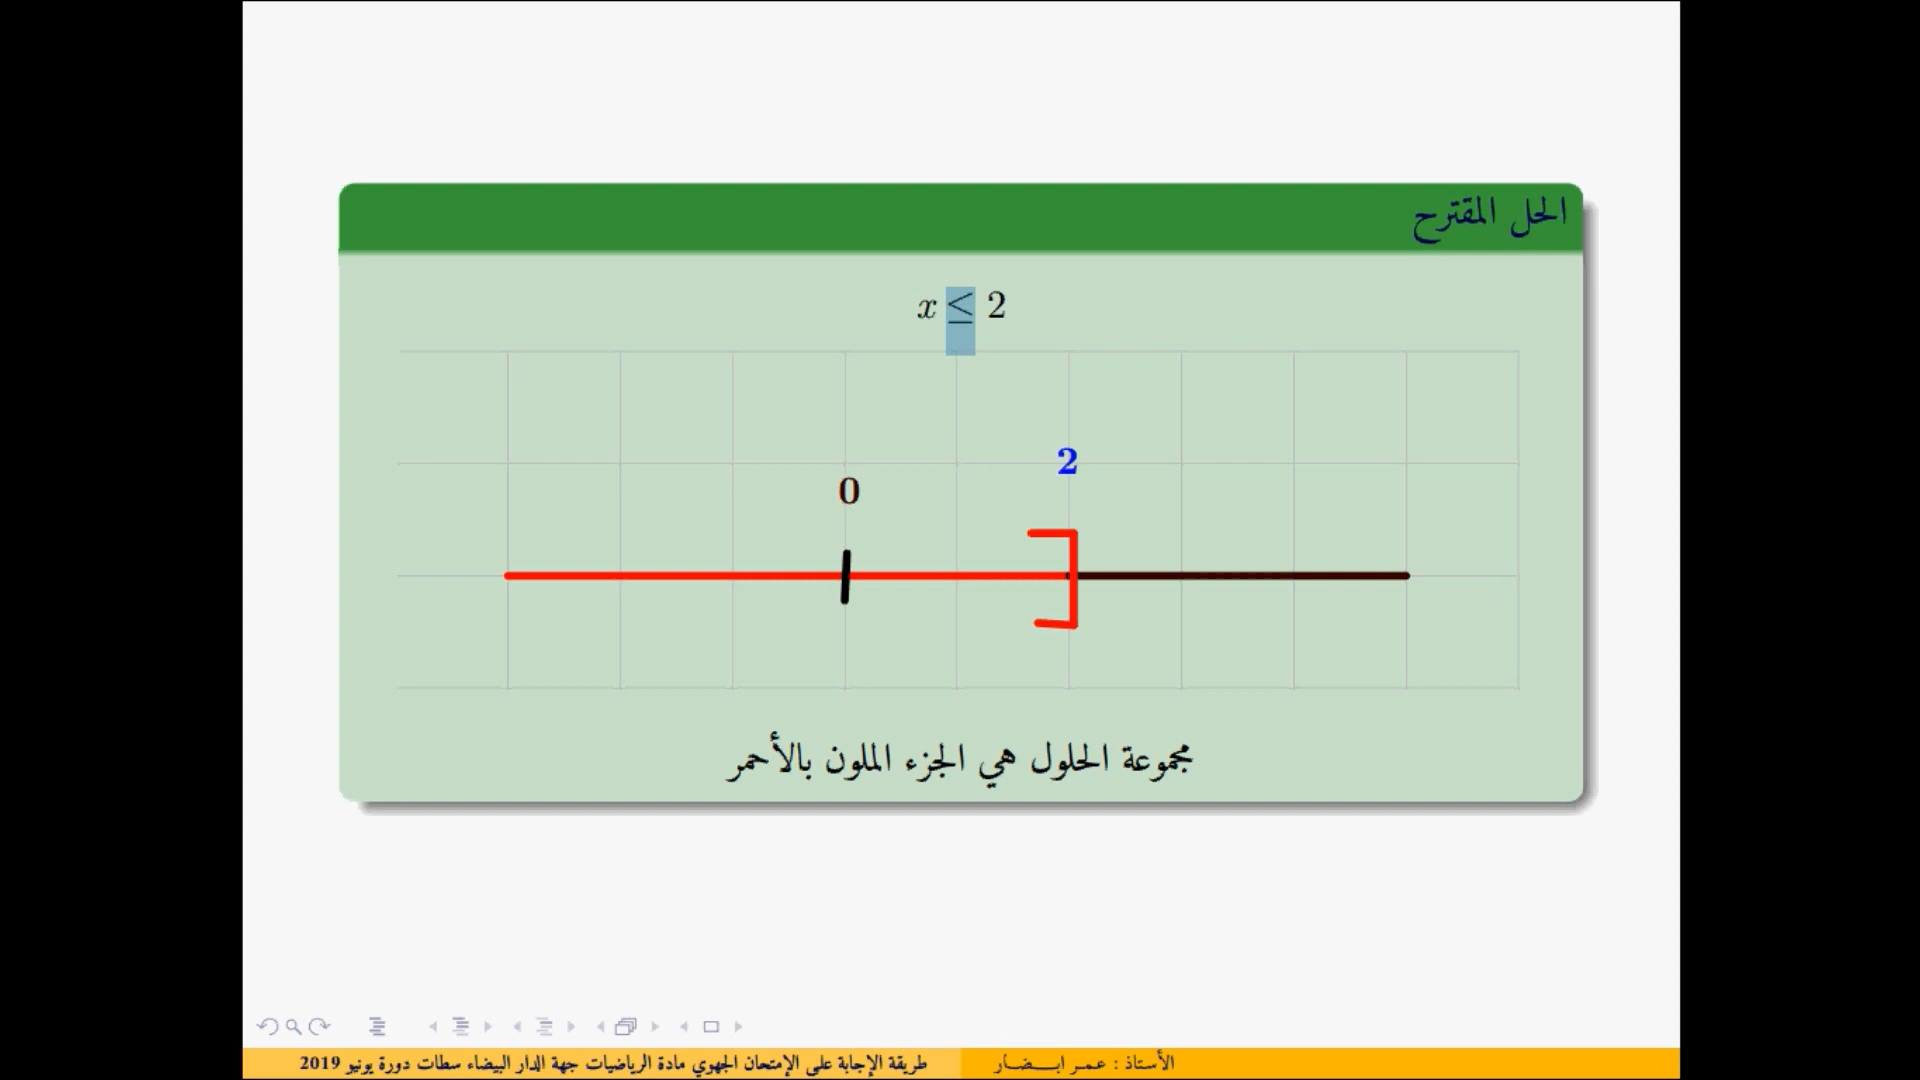 الحل المقترح
x ≤ 2
2
0
مجموعة الحلول هي الجزء الملون بالأحمر
الأستاذ : عمر ابـضـار
طريقة الإجابة على الإمتحان الجهوي مادة الرياضيات جهة الدار البيضاء سطات دورة يونيو 2019